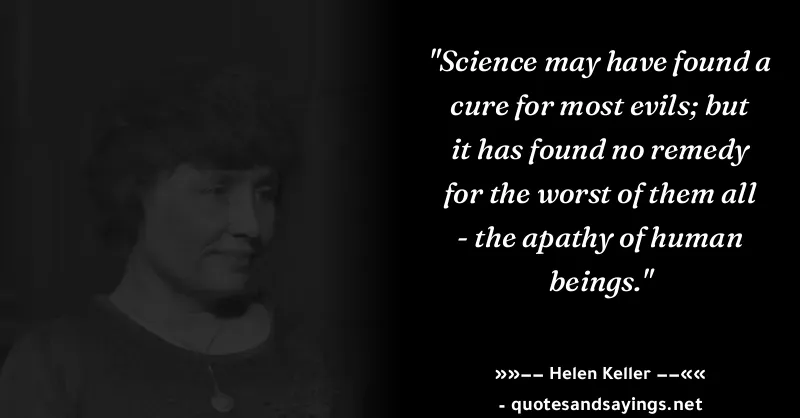 "Science may have found a
cure for most evils; but
it has found no remedy
for the worst of them all
- the apathy of human
beings."
»»−− Helen Keller −−««
- quotesandsayings.net